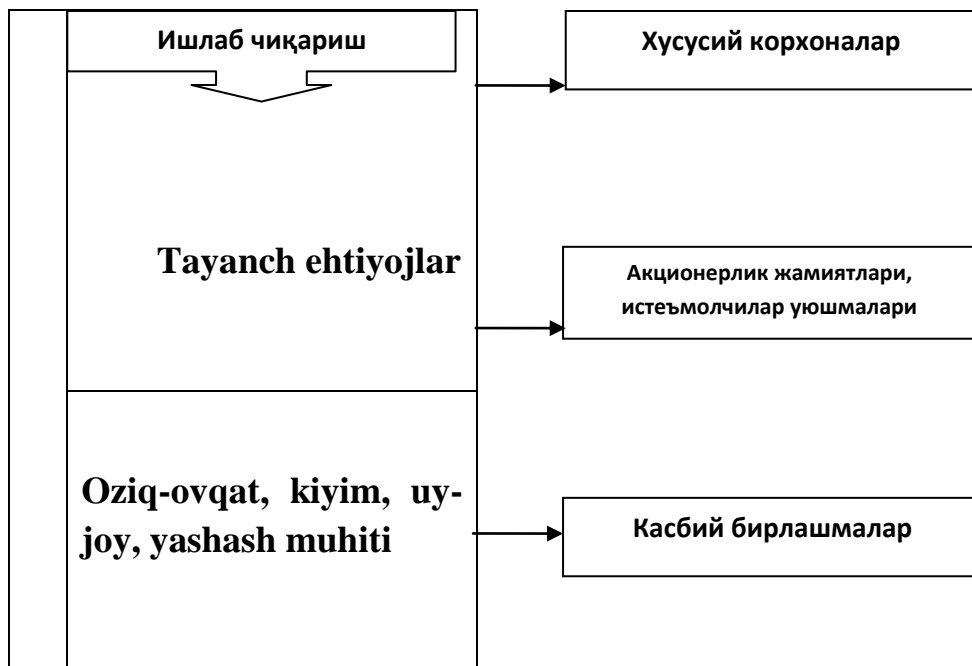 Ишлаб чиқариш
Хусусий корхоналар
Tayanch ehtiyojlar
Акционерлик жамиятлари,
истеъмолчилар уюшмалари
Oziq-ovqat, kiyim, uy-
joy, yashash muhiti
Касбий бирлашмалар